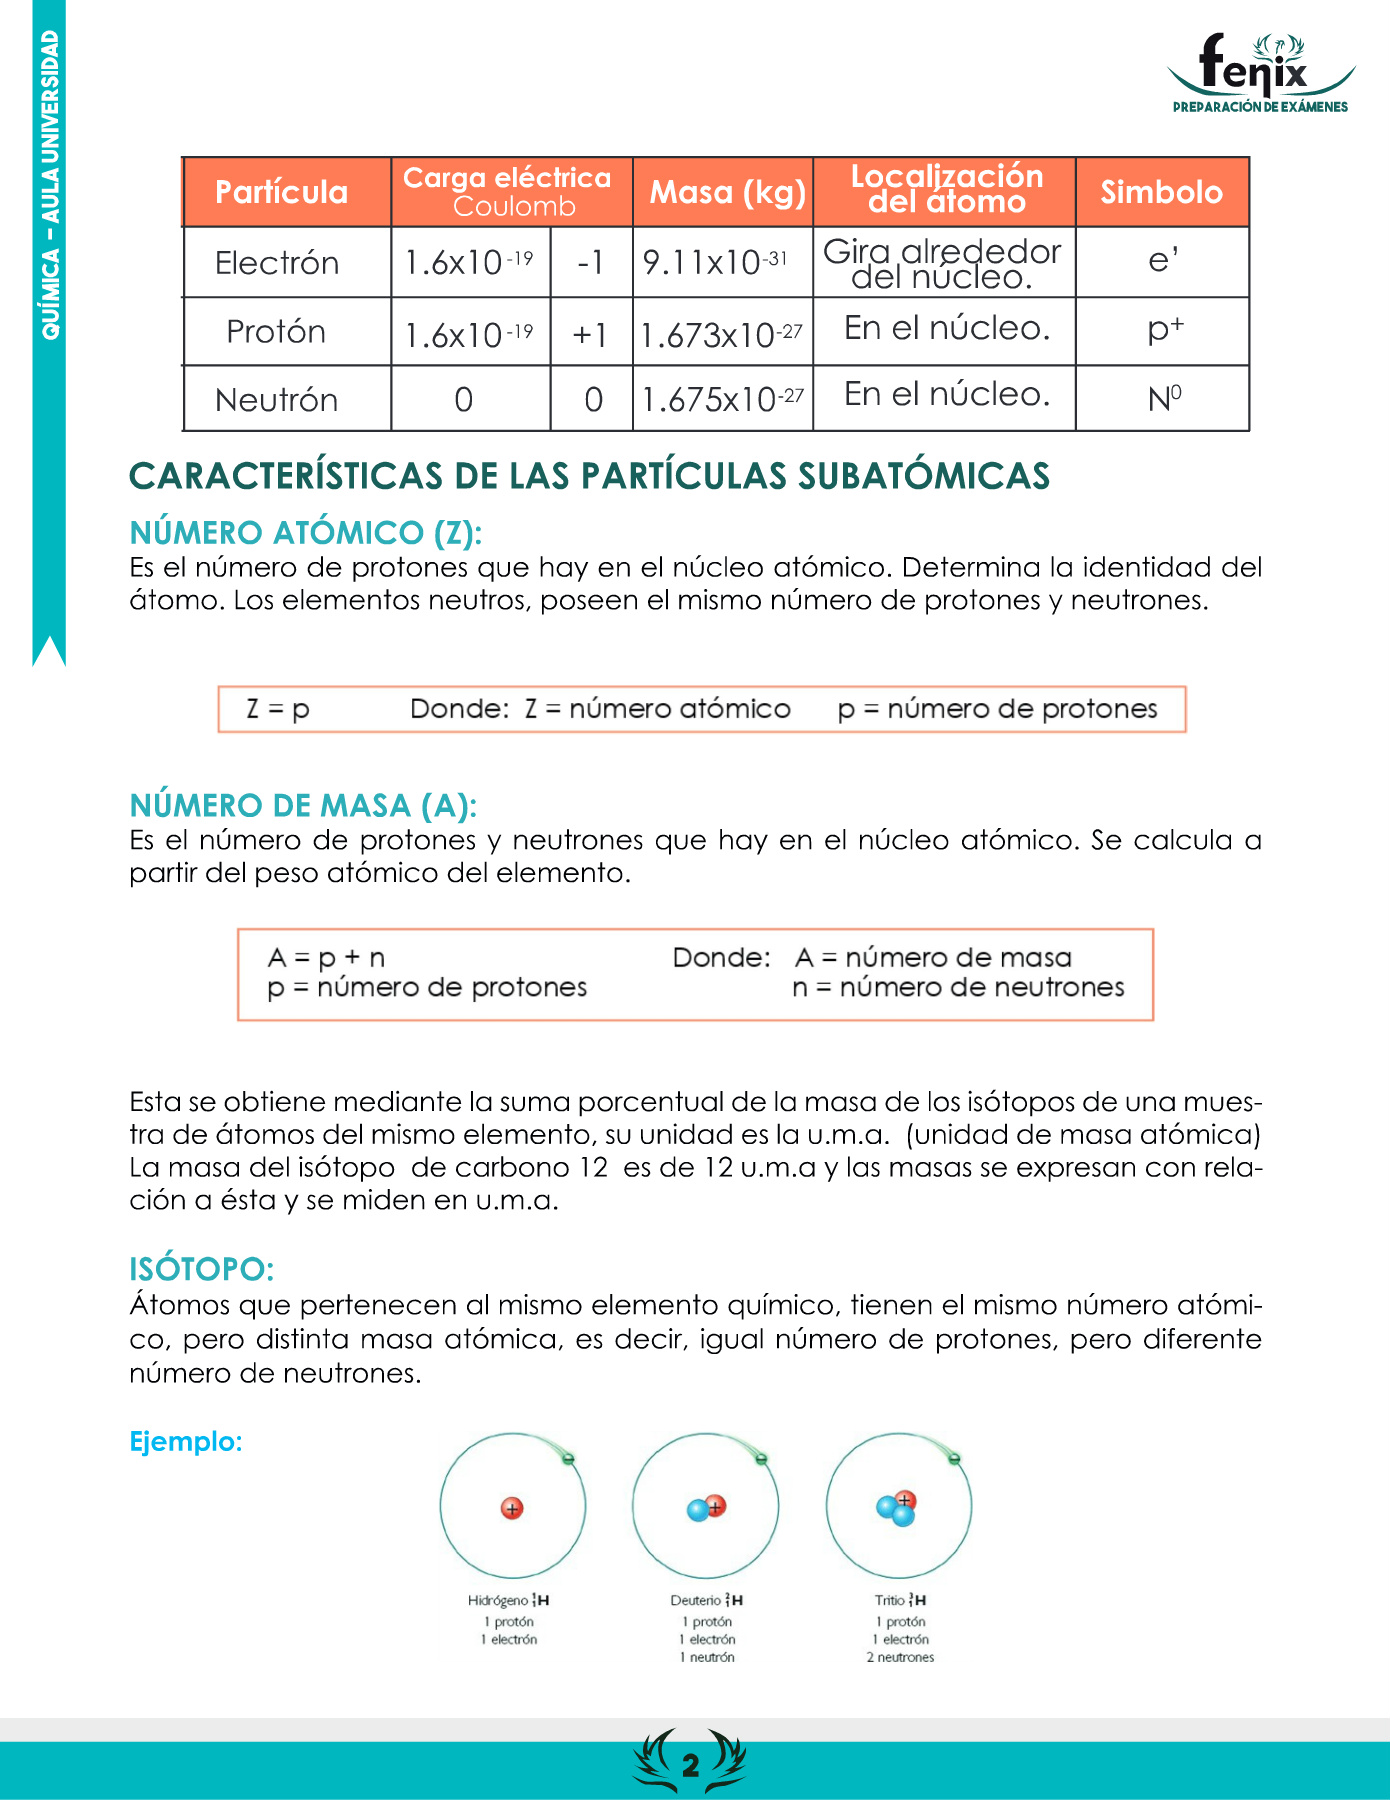 QUÍMICA - AULA UNIVERSIDAD
fenix
PREPARACIÓN DE EXÁMENES
Partícula Carga eléctrica Coulomb Masa (kg) Localización del átomo Simbolo
Electrón 1.6x10⁻¹⁹ -1 9.11x10⁻³¹ Gira alrededor del núcleo. e’
Protón 1.6x10⁻¹⁹ +1 1.673x10⁻²⁷ En el núcleo. p⁺
Neutrón 0 0 1.675x10⁻²⁷ En el núcleo. N⁰
CARACTERÍSTICAS DE LAS PARTÍCULAS SUBATÓMICAS
NÚMERO ATÓMICO (Z):
Es el número de protones que hay en el núcleo atómico. Determina la identidad del
átomo. Los elementos neutros, poseen el mismo número de protones y neutrones.
Z = p Donde: Z = número atómico p = número de protones
NÚMERO DE MASA (A):
Es el número de protones y neutrones que hay en el núcleo atómico. Se calcula a
partir del peso atómico del elemento.
A = p + n Donde: A = número de masa
p = número de protones n = número de neutrones
Esta se obtiene mediante la suma porcentual de la masa de los isótopos de una mues-
tra de átomos del mismo elemento, su unidad es la u.m.a. (unidad de masa atómica)
La masa del isótopo de carbono 12 es de 12 u.m.a y las masas se expresan con rela-
ción a ésta y se miden en u.m.a.
ISÓTOPO:
Átomos que pertenecen al mismo elemento químico, tienen el mismo número atómi-
co, pero distinta masa atómica, es decir, igual número de protones, pero diferente
número de neutrones.
Ejemplo:
Hidrógeno ¹₁H
1 protón
1 electrón
Deuterio ²₁H
1 protón
1 electrón
1 neutrón
Tritio ³₁H
1 protón
1 electrón
2 neutrones
2